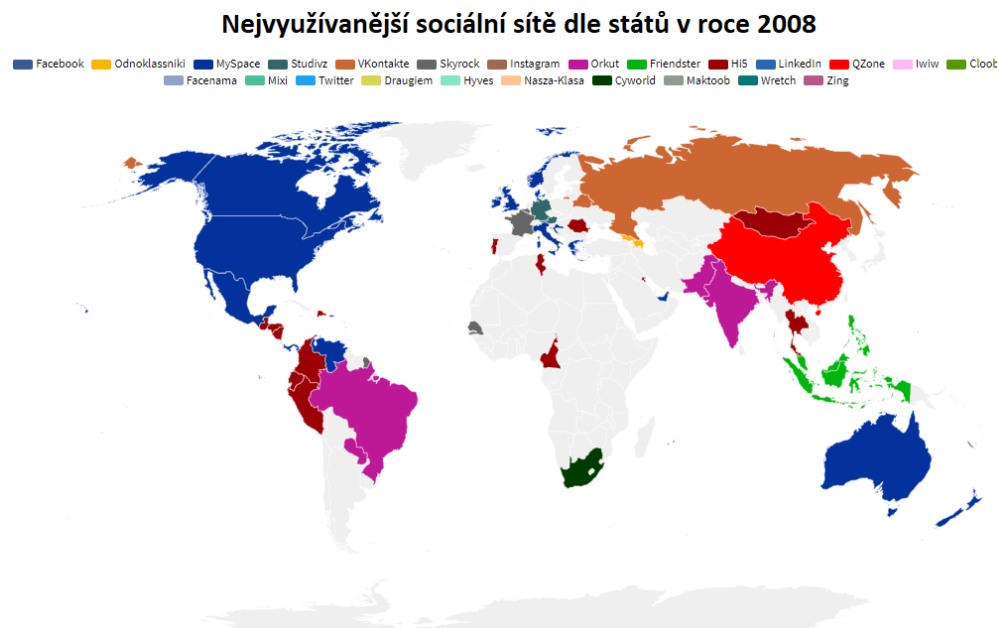 Nejvyužívanější sociální sítě dle států v roce 2008
Facebook Odnoklassniki MySpace Studivz VKontakte Skyrock Instagram Orkut Friendster Hi5 LinkedIn QZone Iwiw Cloob
Facenama Mixi Twitter Draugiem Hyves Nasza-Klasa Cyworld Maktoob Wretch Zing